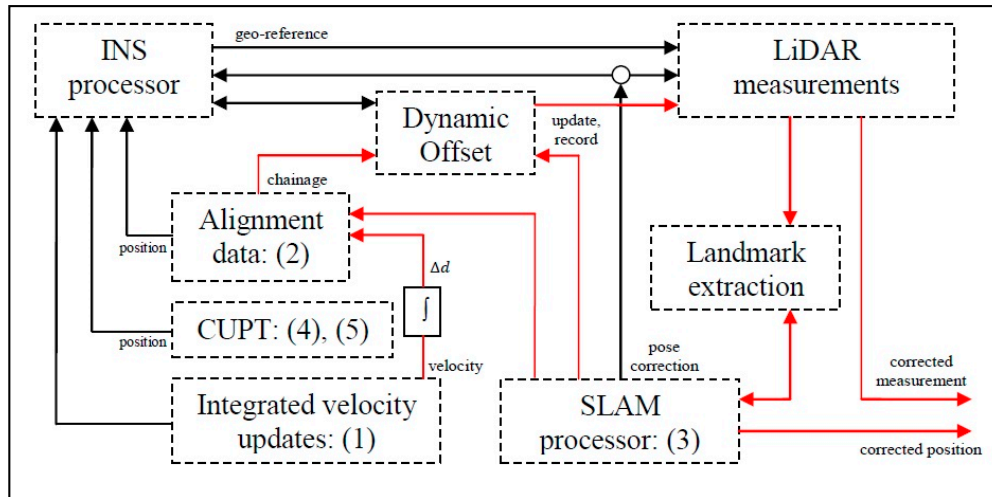 geo-reference
INS
processor
LiDAR
measurements
Dynamic
Offset
update,
record
chainage
Alignment
data: (2)
position
Δd
∫
Landmark
extraction
CUPT: (4), (5)
position
velocity
pose
correction
corrected
measurement
Integrated velocity
updates: (1)
SLAM
processor: (3)
corrected position